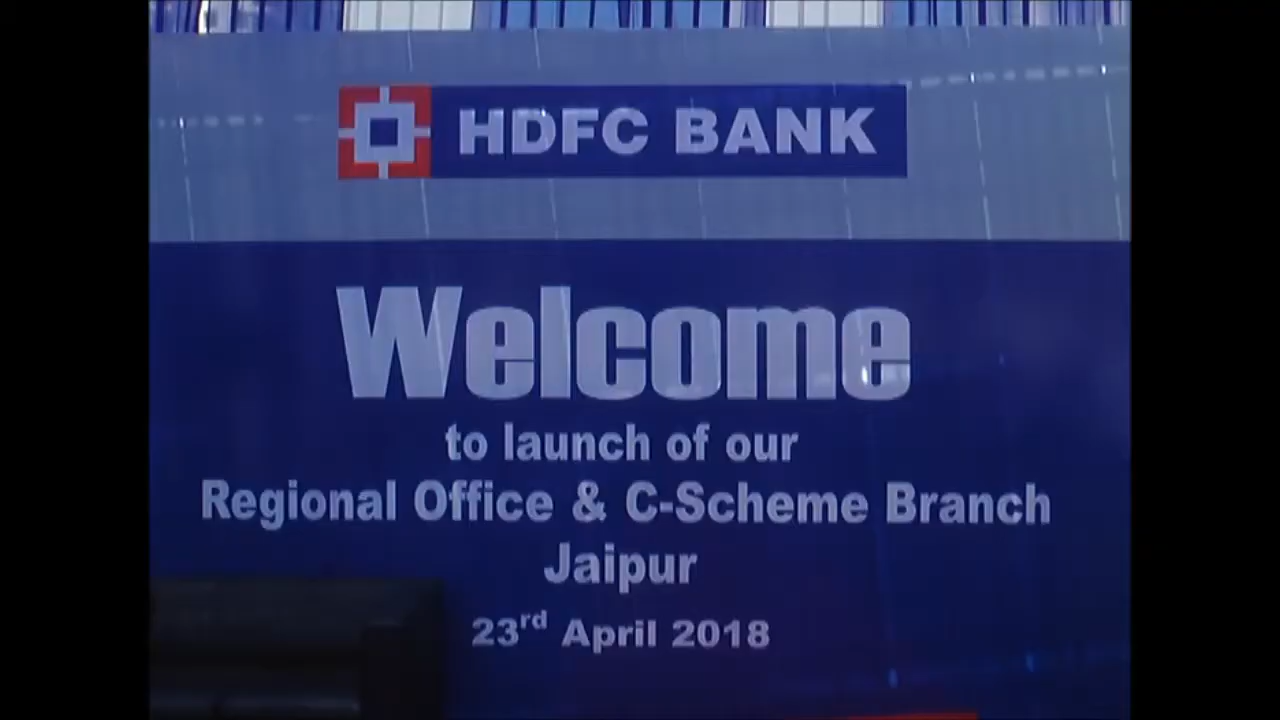 HDFC BANK
Welcome
to launch of our
Regional Office & C-Scheme Branch
Jaipur
23rd April 2018